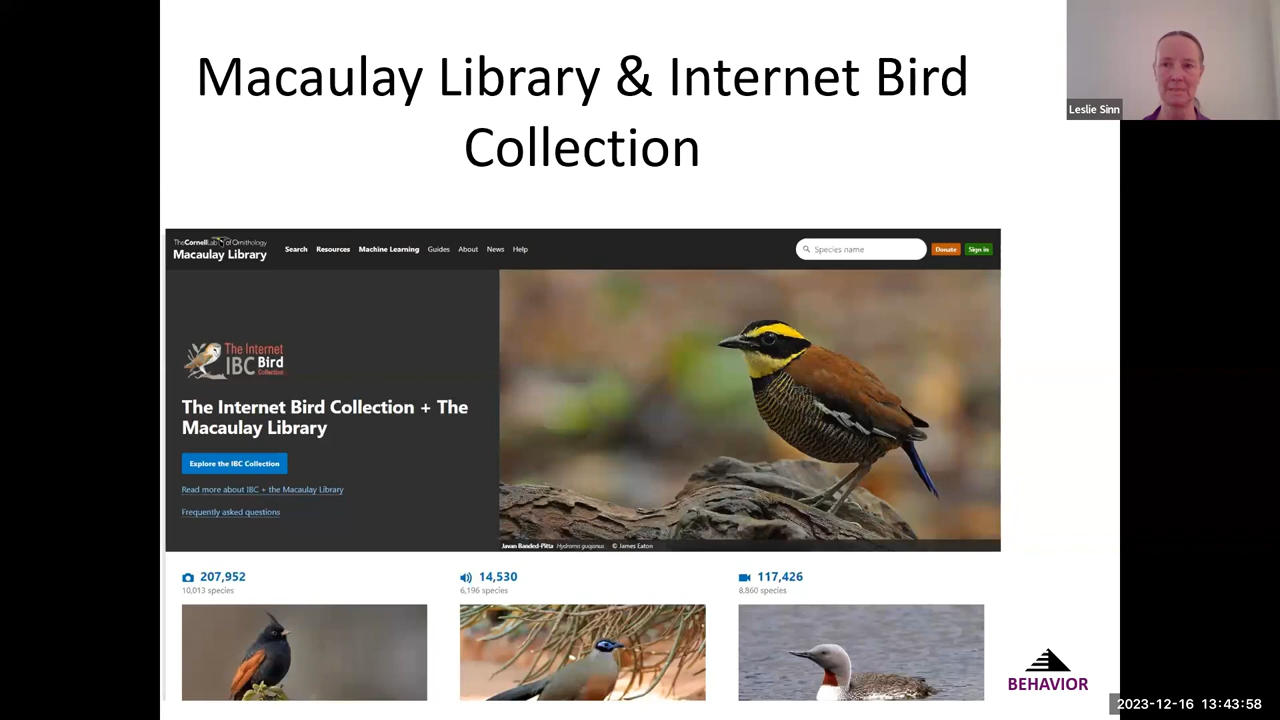 Macaulay Library & Internet Bird
Collection
Leslie Sinn
TheCornellLab of Ornithology
Macaulay Library
Search Resources Machine Learning Guides About News Help
Species name
Donate
Sign in
The Internet
IBC Bird
Collection
The Internet Bird Collection + The
Macaulay Library
Explore the IBC Collection
Read more about IBC + the Macaulay Library
Frequently asked questions
Javan Banded-Pitta Hydrornis guajanus © James Eaton
207,952
10,013 species
14,530
6,196 species
117,426
8,860 species
BEHAVIOR
2023-12-16 13:43:58